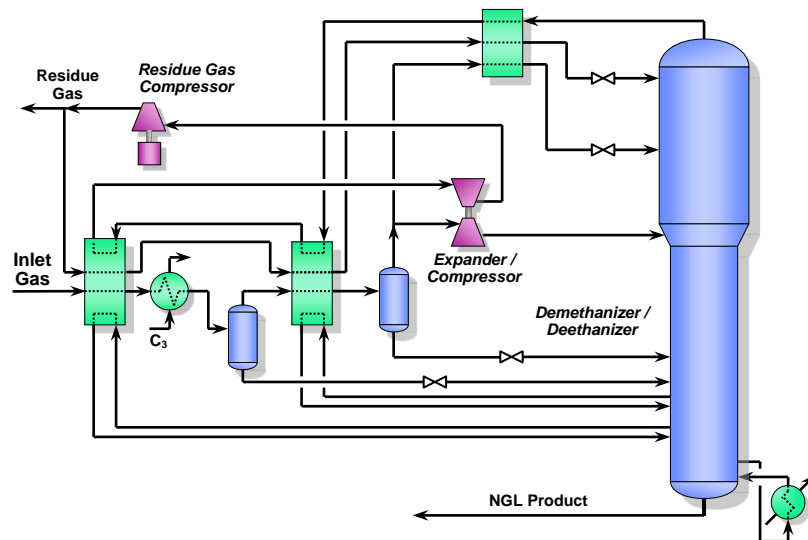 Residue Gas
Compressor
Residue
Gas
Inlet
Gas
Expander /
Compressor
C₃
Demethanizer /
Deethanizer
NGL Product